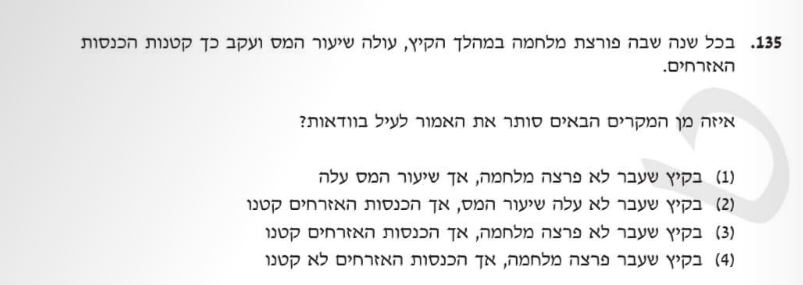 135. בכל שנה שבה פורצת מלחמה במהלך הקיץ, עולה שיעור המס ועקב כך קטנות הכנסות
האזרחים.
איזה מן המקרים הבאים סותר את האמור לעיל בוודאות?
(1) בקיץ שעבר לא פרצה מלחמה, אך שיעור המס עלה
(2) בקיץ שעבר לא עלה שיעור המס, אך הכנסות האזרחים קטנו
(3) בקיץ שעבר לא פרצה מלחמה, אך הכנסות האזרחים קטנו
(4) בקיץ שעבר פרצה מלחמה, אך הכנסות האזרחים לא קטנו